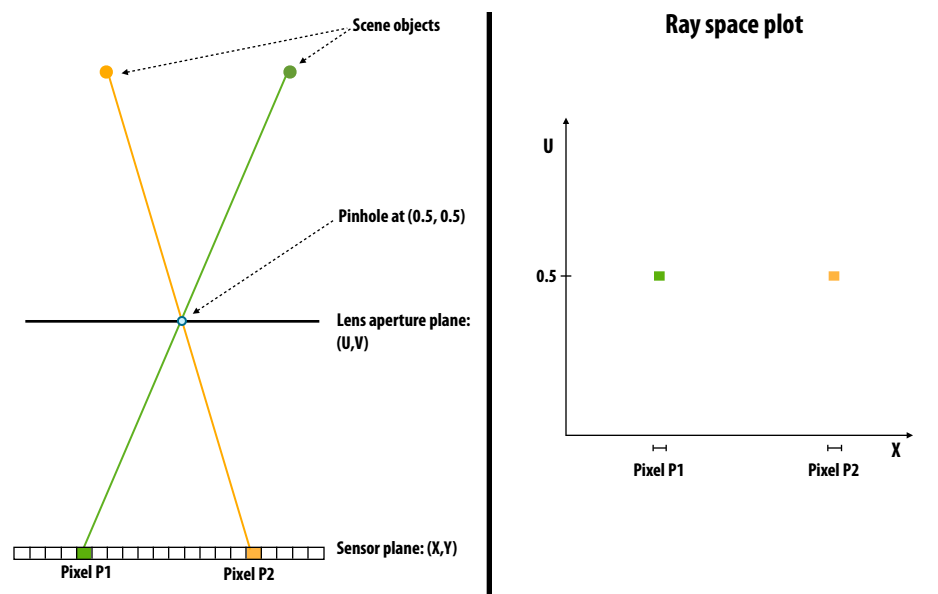 Scene objects
Pinhole at (0.5, 0.5)
Lens aperture plane:
(U,V)
Sensor plane: (X,Y)
Pixel P1
Pixel P2
Ray space plot
U
0.5
X
Pixel P1
Pixel P2